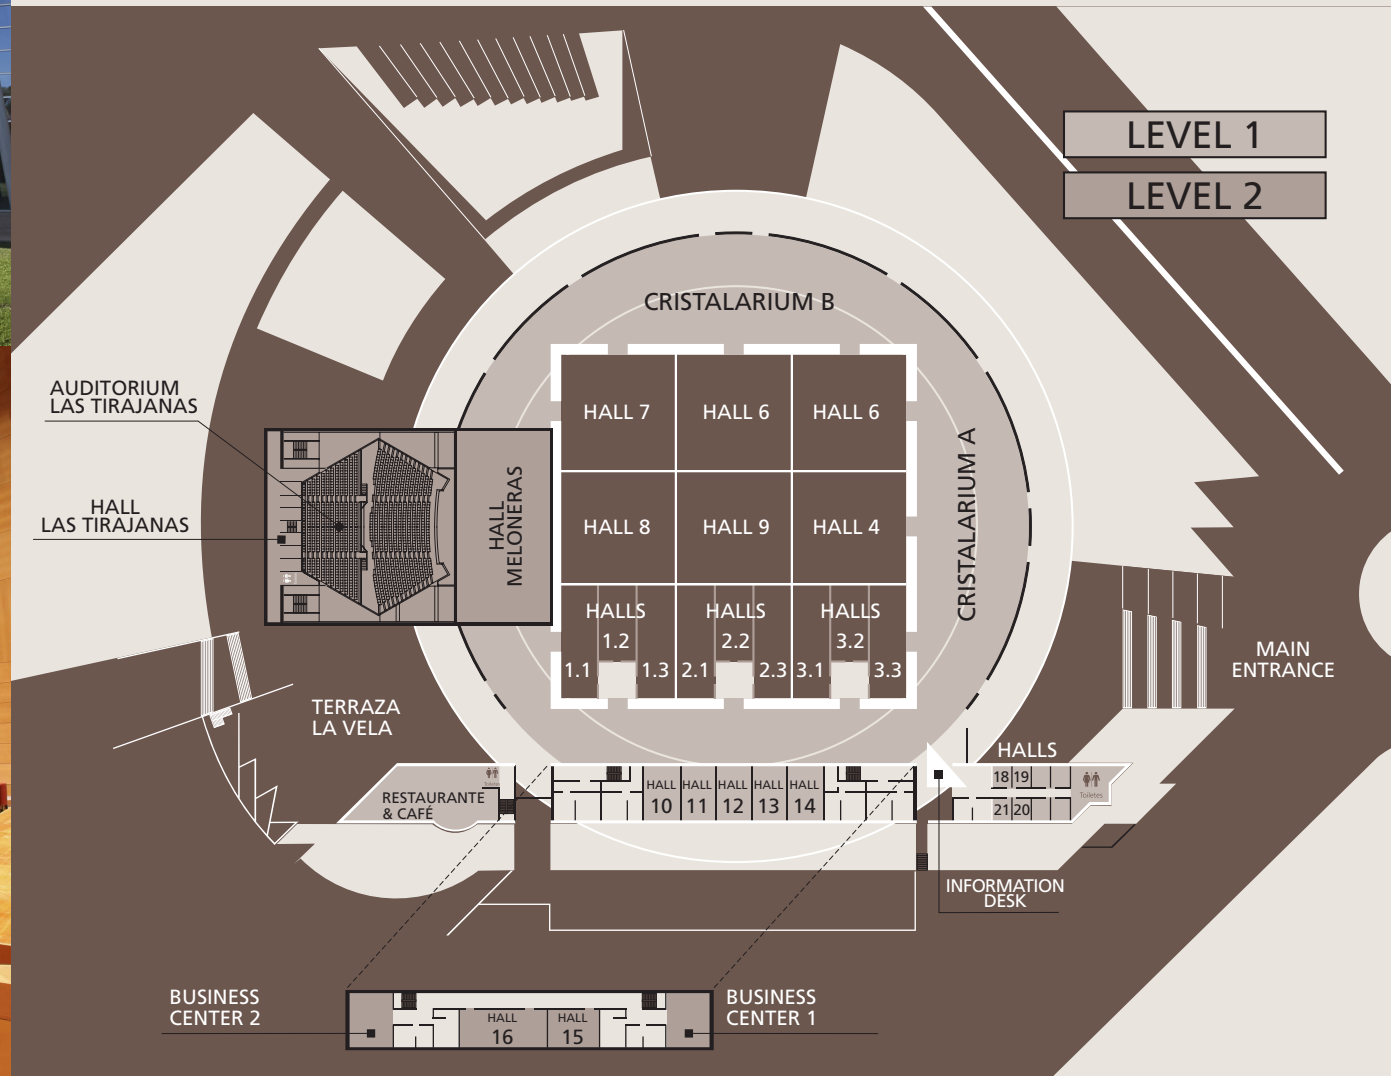 LEVEL 1
LEVEL 2
CRISTALARIUM B
CRISTALARIUM A
AUDITORIUM
LAS TIRAJANAS
HALL
LAS TIRAJANAS
HALL
MELONERAS
HALL 7
HALL 6
HALL 6
HALL 8
HALL 9
HALL 4
HALLS
1.2
1.1
1.3
HALLS
2.2
2.1
2.3
HALLS
3.2
3.1
3.3
MAIN
ENTRANCE
TERRAZA
LA VELA
RESTAURANTE
& CAFÉ
Toiletes
HALL
10
HALL
11
HALL
12
HALL
13
HALL
14
HALLS
18 19
21 20
Toiletes
INFORMATION
DESK
BUSINESS
CENTER 2
HALL
16
HALL
15
BUSINESS
CENTER 1